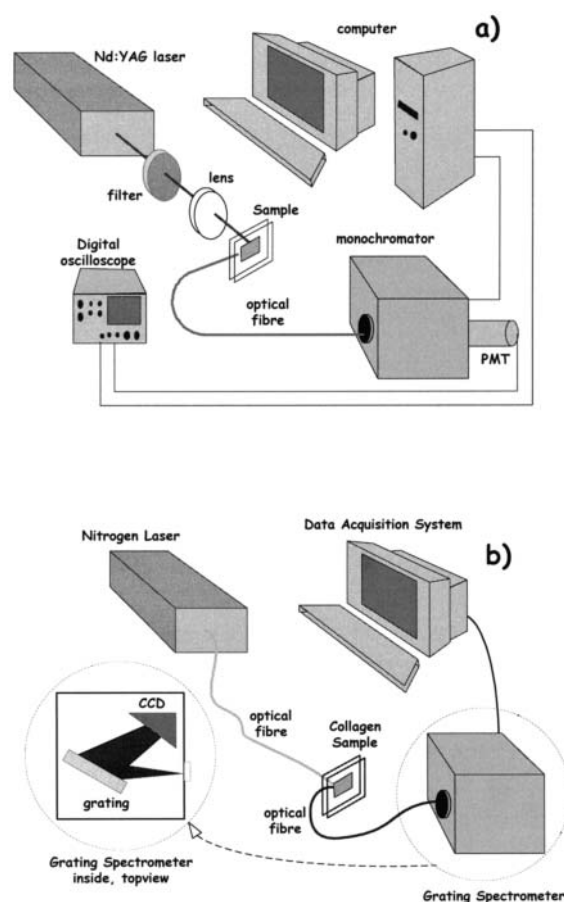 a)
computer
Nd:YAG laser
lens
filter
Sample
Digital
oscilloscope
monochromator
optical
fibre
PMT
b)
Data Acquisition System
Nitrogen Laser
CCD
optical
fibre
Collagen
Sample
grating
optical
fibre
Grating Spectrometer
inside, topview
Grating Spectrometer